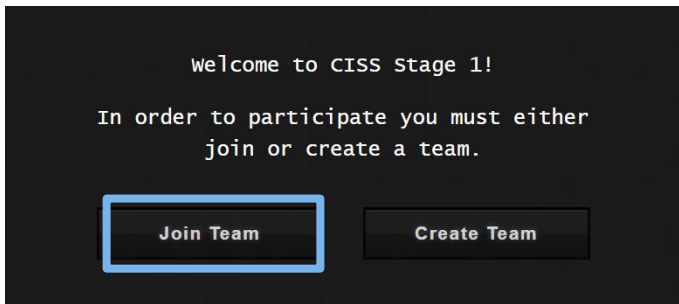 Welcome to CISS Stage 1!
In order to participate you must either
join or create a team.
Join Team
Create Team